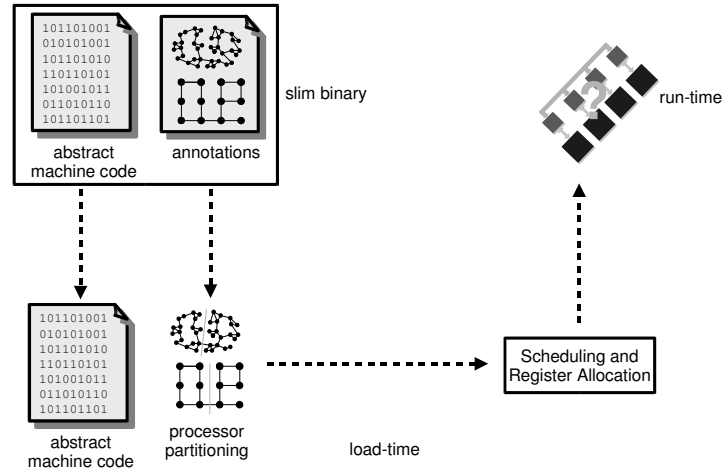 101101001
010101001
101101010
110110101
101001011
011010110
101101101
abstract
machine code
annotations
slim binary
?
run-time
101101001
010101001
101101010
110110101
101001011
011010110
101101101
abstract
machine code
processor
partitioning
load-time
Scheduling and
Register Allocation